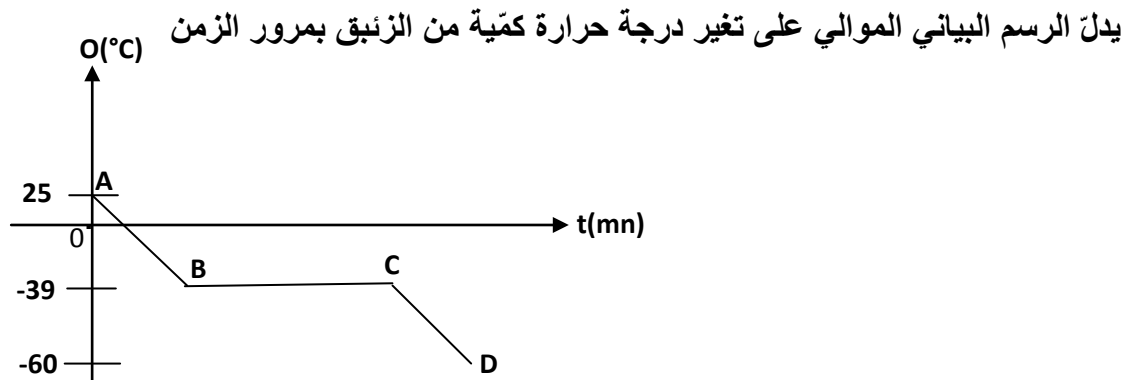 يدلّ الرسم البياني الموالي على تغير درجة حرارة كمّية من الزئبق بمرور الزمن
O(°C)
25
A
0
t(mn)
B
C
-39
-60
D